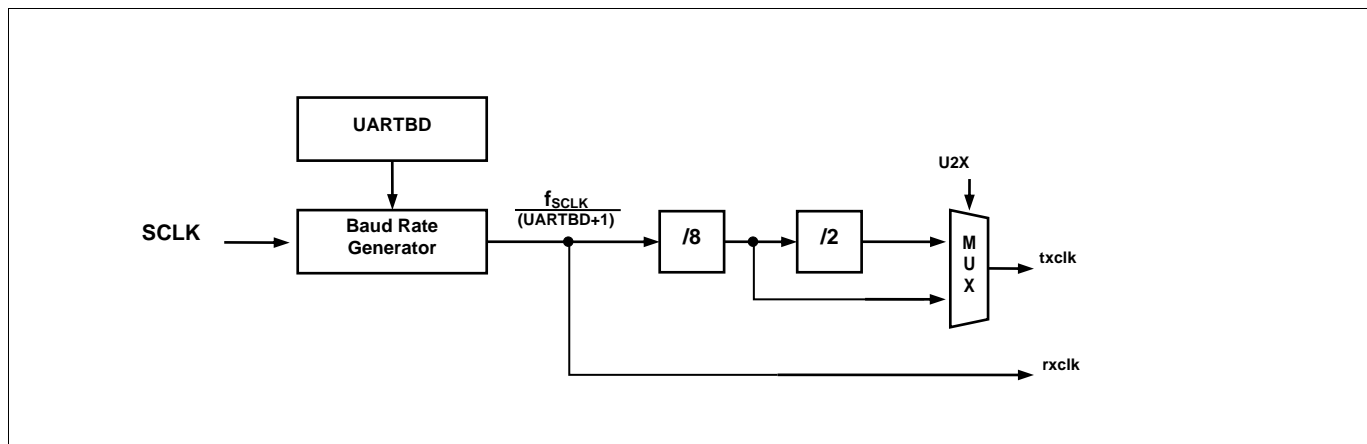 UARTBD
U2X
SCLK
Baud Rate
Generator
fSCLK
(UARTBD+1)
/8
/2
M
U
X
txclk
rxclk